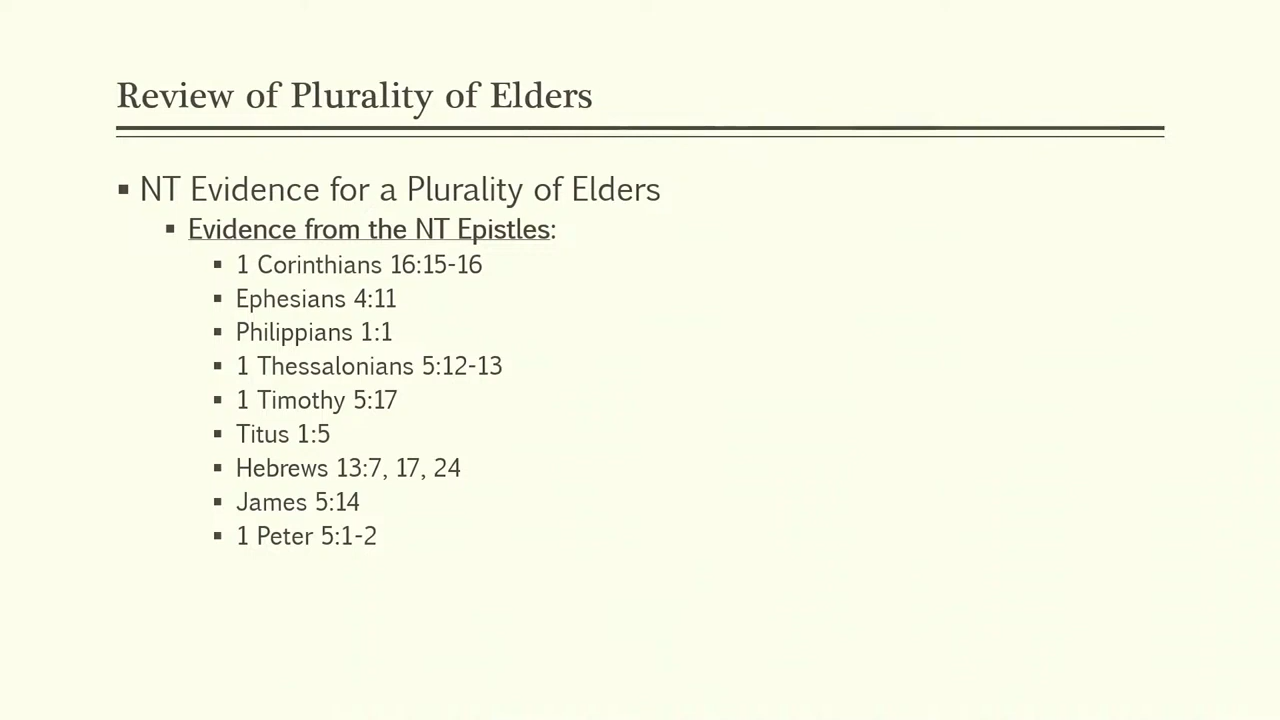 Review of Plurality of Elders
▪ NT Evidence for a Plurality of Elders
▪ Evidence from the NT Epistles:
▪ 1 Corinthians 16:15-16
▪ Ephesians 4:11
▪ Philippians 1:1
▪ 1 Thessalonians 5:12-13
▪ 1 Timothy 5:17
▪ Titus 1:5
▪ Hebrews 13:7, 17, 24
▪ James 5:14
▪ 1 Peter 5:1-2